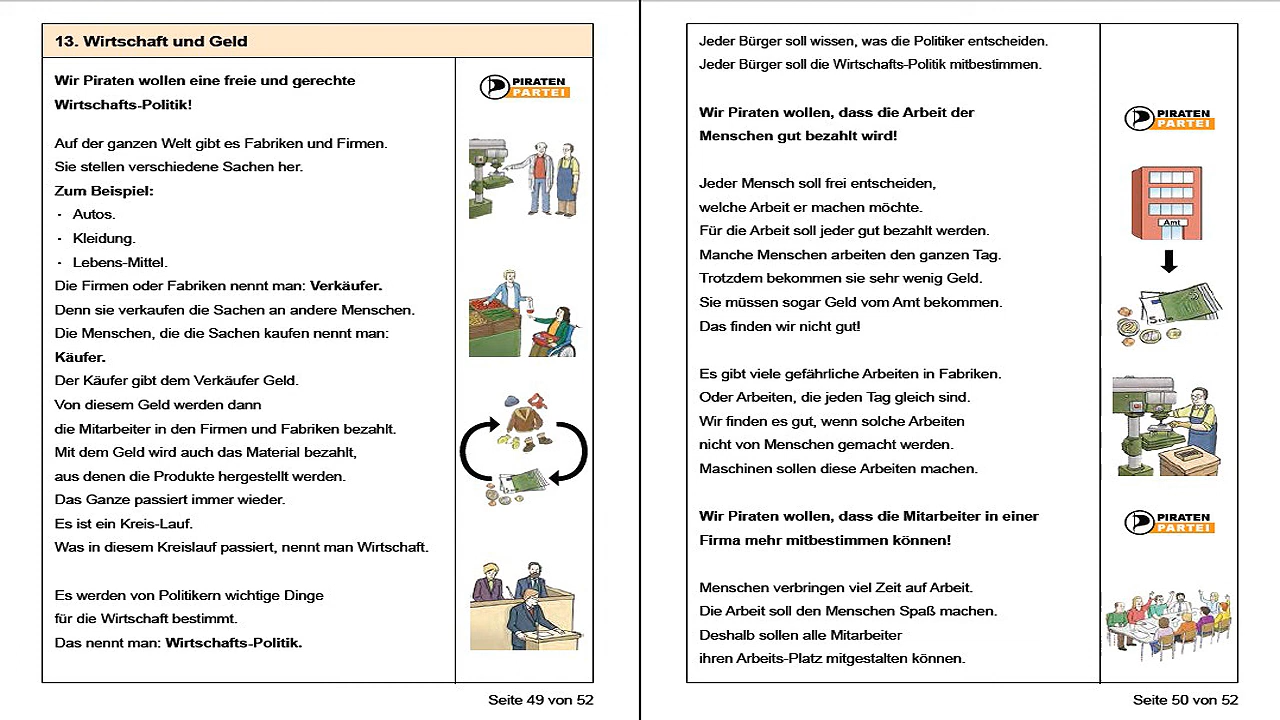 13. Wirtschaft und Geld
Wir Piraten wollen eine freie und gerechte
Wirtschafts-Politik!
PIRATEN
PARTEI
Auf der ganzen Welt gibt es Fabriken und Firmen.
Sie stellen verschiedene Sachen her.
Zum Beispiel:
- Autos.
- Kleidung.
- Lebens-Mittel.
Die Firmen oder Fabriken nennt man: Verkäufer.
Denn sie verkaufen die Sachen an andere Menschen.
Die Menschen, die die Sachen kaufen nennt man:
Käufer.
Der Käufer gibt dem Verkäufer Geld.
Von diesem Geld werden dann
die Mitarbeiter in den Firmen und Fabriken bezahlt.
Mit dem Geld wird auch das Material bezahlt,
aus denen die Produkte hergestellt werden.
Das Ganze passiert immer wieder.
Es ist ein Kreis-Lauf.
Was in diesem Kreislauf passiert, nennt man Wirtschaft.
Es werden von Politikern wichtige Dinge
für die Wirtschaft bestimmt.
Das nennt man: Wirtschafts-Politik.
Seite 49 von 52
Jeder Bürger soll wissen, was die Politiker entscheiden.
Jeder Bürger soll die Wirtschafts-Politik mitbestimmen.
Wir Piraten wollen, dass die Arbeit der
Menschen gut bezahlt wird!
PIRATEN
PARTEI
Jeder Mensch soll frei entscheiden,
welche Arbeit er machen möchte.
Für die Arbeit soll jeder gut bezahlt werden.
Manche Menschen arbeiten den ganzen Tag.
Trotzdem bekommen sie sehr wenig Geld.
Sie müssen sogar Geld vom Amt bekommen.
Das finden wir nicht gut!
Amt
Es gibt viele gefährliche Arbeiten in Fabriken.
Oder Arbeiten, die jeden Tag gleich sind.
Wir finden es gut, wenn solche Arbeiten
nicht von Menschen gemacht werden.
Maschinen sollen diese Arbeiten machen.
Wir Piraten wollen, dass die Mitarbeiter in einer
Firma mehr mitbestimmen können!
PIRATEN
PARTEI
Menschen verbringen viel Zeit auf Arbeit.
Die Arbeit soll den Menschen Spaß machen.
Deshalb sollen alle Mitarbeiter
ihren Arbeits-Platz mitgestalten können.
Seite 50 von 52